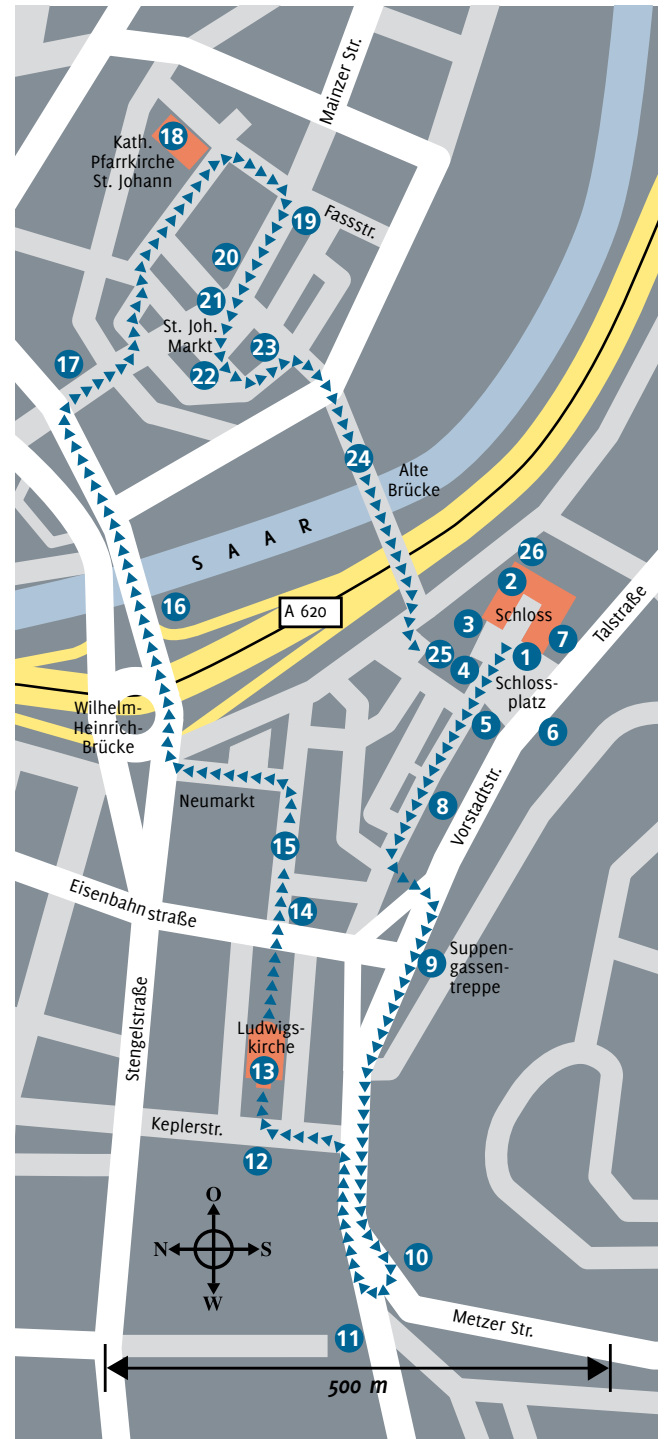 Mainzer Str.
18
Kath.
Pfarrkirche
St. Johann
19
Fassstr.
20
21
St. Joh.
Markt
23
22
17
24
Alte
Brücke
SAAR
16
A 620
26
2
Schloss
3
7
1
25
4
Talstraße
Schloss-
platz
5
6
Wilhelm-
Heinrich-
Brücke
Neumarkt
8
Vorstadtstr.
15
14
Eisenbahnstraße
9
Suppen-
gassen-
treppe
Stengelstraße
Ludwigs-
kirche
13
Keplerstr.
12
O
N S
W
10
Metzer Str.
11
500 m